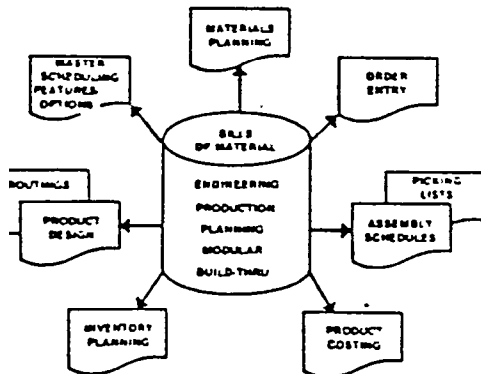 MATERIALS
PLANNING
MASTER
SCHEDULING
FEATURES
OPTIONS
ORDER
ENTRY
BILLS
OF MATERIAL
ENGINEERING
PRODUCTION
PLANNING
MODULAR
BUILD-THRU
OUTINGS
PRODUCT
DESIGN
PICKING
LISTS
ASSEMBLY
SCHEDULES
INVENTORY
PLANNING
PRODUCT
COSTING